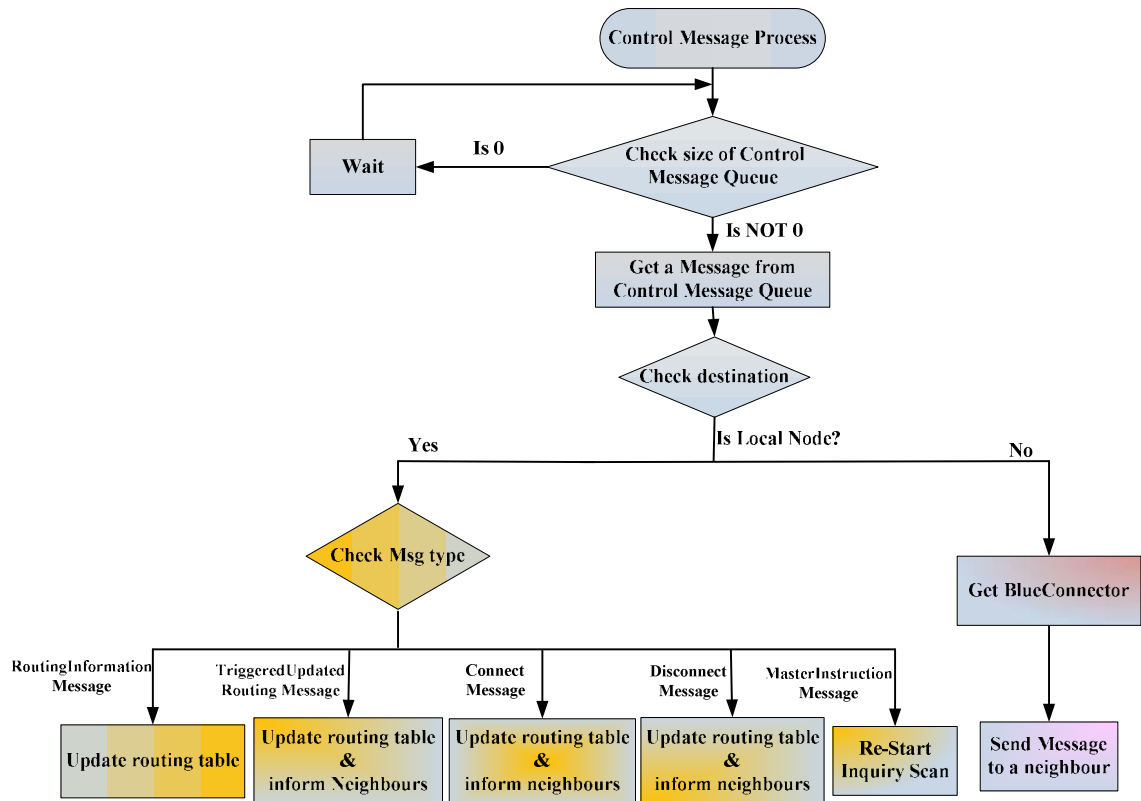 Control Message Process
Is 0
Wait
Check size of Control
Message Queue
Is NOT 0
Get a Message from
Control Message Queue
Check destination
Is Local Node?
Yes
No
Check Msg type
Get BlueConnector
RoutingInformation
Message
TriggeredUpdated
Routing Message
Connect
Message
Disconnect
Message
MasterInstruction
Message
Update routing table
Update routing table
&
inform Neighbours
Update routing table
&
inform neighbours
Update routing table
&
inform neighbours
Re-Start
Inquiry Scan
Send Message
to a neighbour